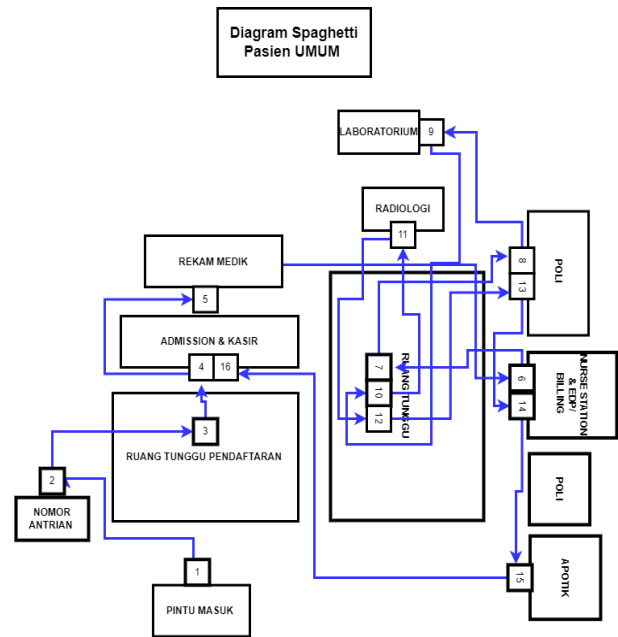 Diagram Spaghetti
Pasien UMUM
LABORATORIUM
9
RADIOLOGI
11
REKAM MEDIK
5
8
13
POLI
ADMISSION & KASIR
4
16
7
10
12
RUANG TUNGGU
6
14
NURSE STATION
& EDP/
BILLING
3
RUANG TUNGGU PENDAFTARAN
2
NOMOR
ANTRIAN
POLI
1
PINTU MASUK
15
APOTIK